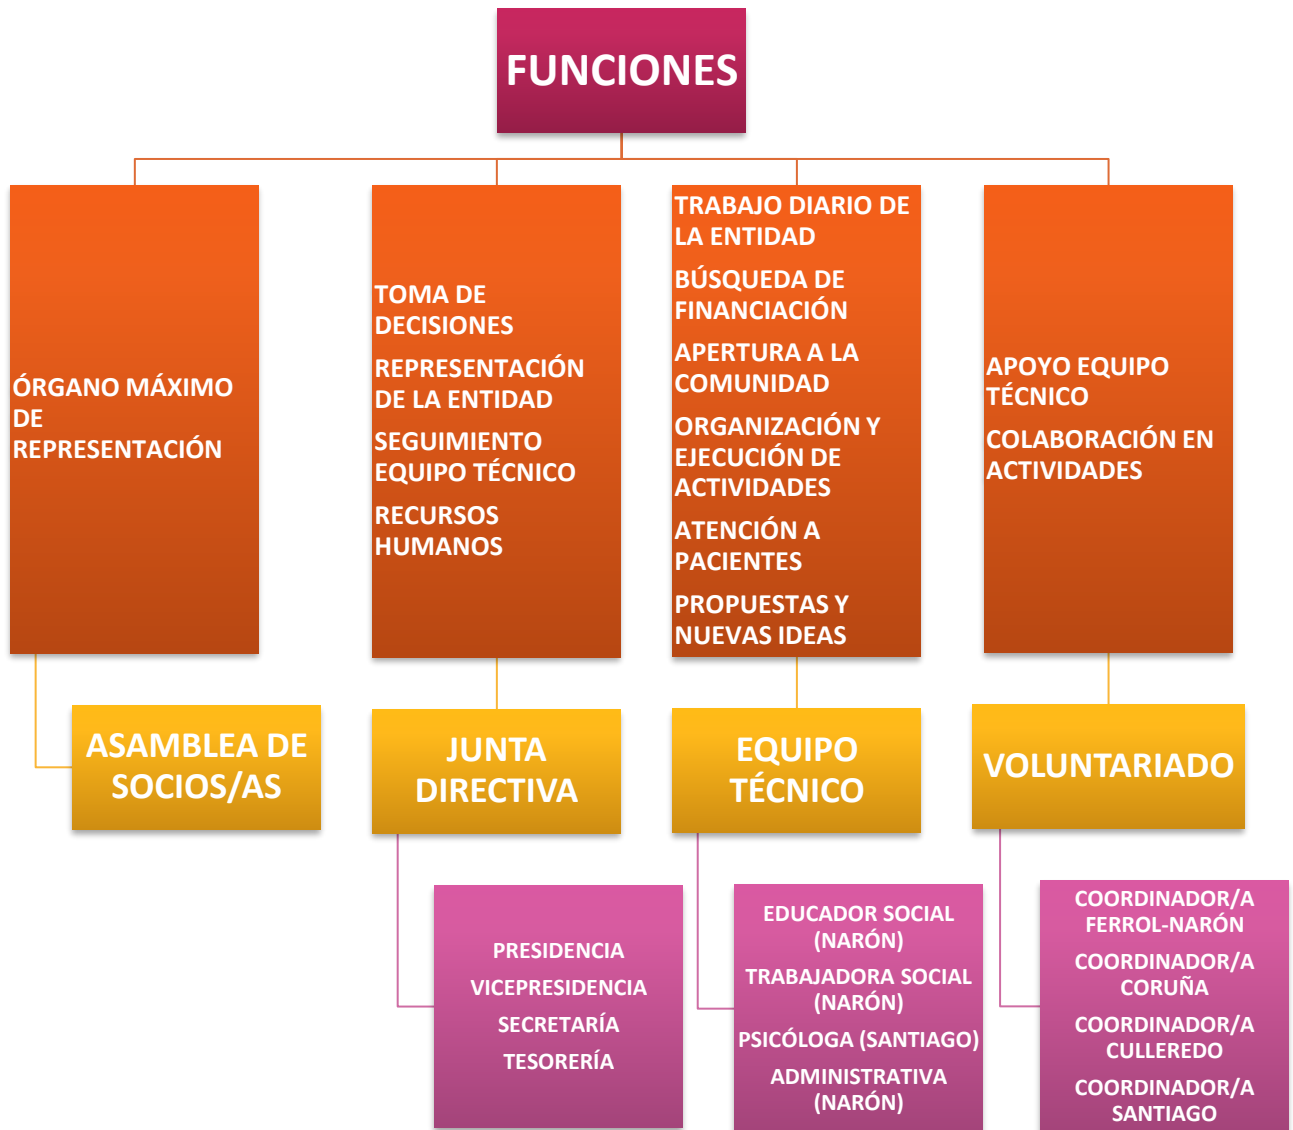 FUNCIONES
ÓRGANO MÁXIMO
DE
REPRESENTACIÓN
TOMA DE
DECISIONES
REPRESENTACIÓN
DE LA ENTIDAD
SEGUIMIENTO
EQUIPO TÉCNICO
RECURSOS
HUMANOS
TRABAJO DIARIO DE
LA ENTIDAD
BÚSQUEDA DE
FINANCIACIÓN
APERTURA A LA
COMUNIDAD
ORGANIZACIÓN Y
EJECUCIÓN DE
ACTIVIDADES
ATENCIÓN A
PACIENTES
PROPUESTAS Y
NUEVAS IDEAS
APOYO EQUIPO
TÉCNICO
COLABORACIÓN EN
ACTIVIDADES
ASAMBLEA DE
SOCIOS/AS
JUNTA
DIRECTIVA
EQUIPO
TÉCNICO
VOLUNTARIADO
PRESIDENCIA
VICEPRESIDENCIA
SECRETARÍA
TESORERÍA
EDUCADOR SOCIAL
(NARÓN)
TRABAJADORA SOCIAL
(NARÓN)
PSICÓLOGA (SANTIAGO)
ADMINISTRATIVA
(NARÓN)
COORDINADOR/A
FERROL-NARÓN
COORDINADOR/A
CORUÑA
COORDINADOR/A
CULLEREDO
COORDINADOR/A
SANTIAGO